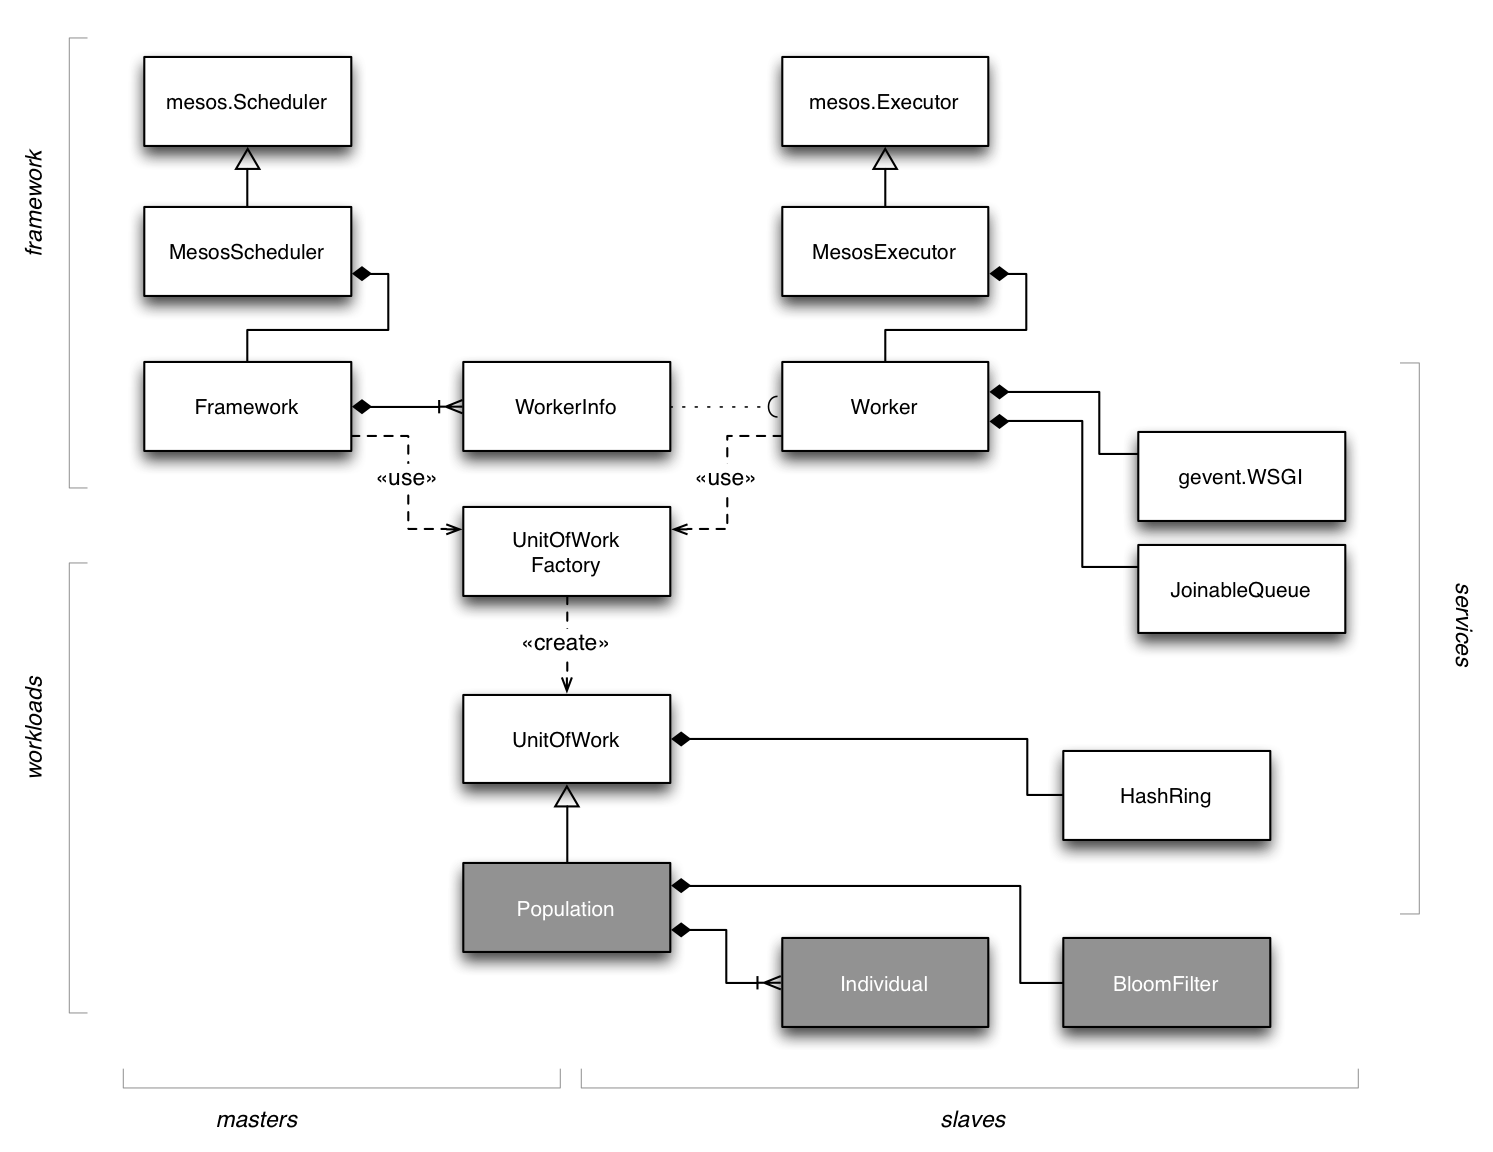 mesos.Scheduler
mesos.Executor
framework
MesosScheduler
MesosExecutor
Framework
WorkerInfo
Worker
«use»
«use»
gevent.WSGI
UnitOfWork
Factory
JoinableQueue
services
«create»
workloads
UnitOfWork
HashRing
Population
Individual
BloomFilter
masters
slaves